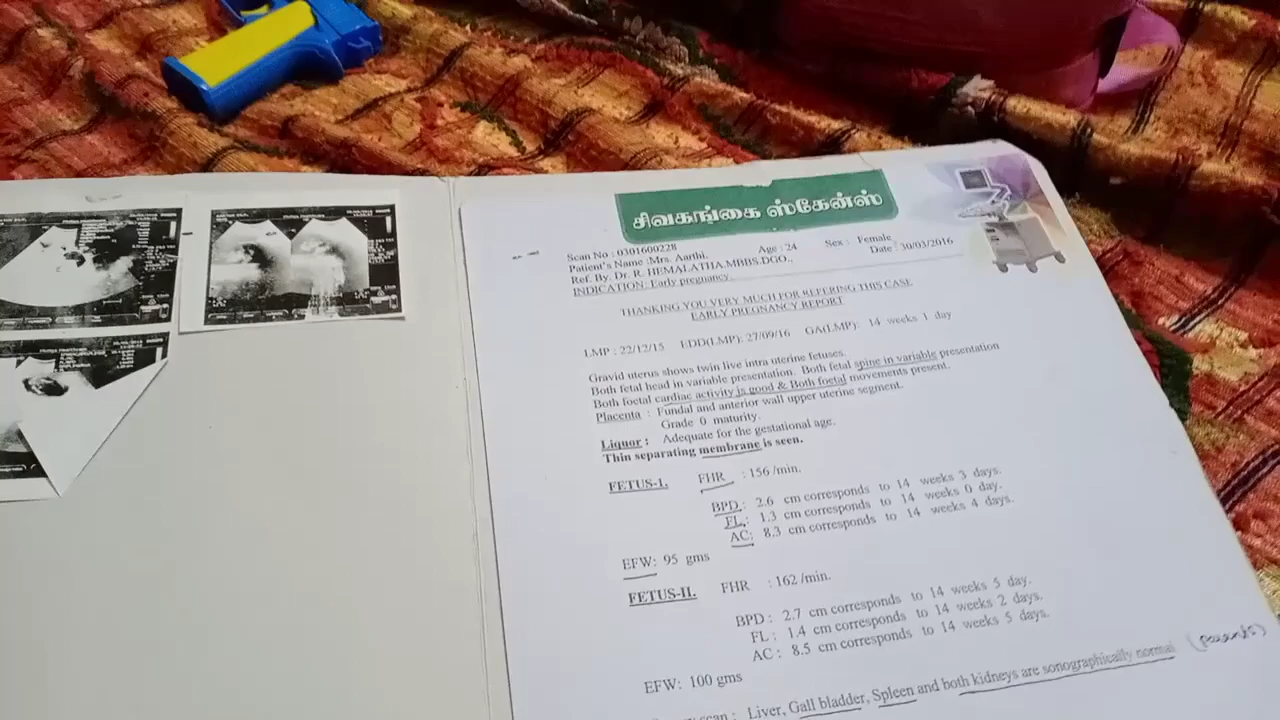 சிவகங்கை ஸ்கேன்ஸ்
Scan No : 0301600228 Age : 24 Sex : Female
Patient's Name :Mrs. Aarthi. Date : 30/03/2016
Ref. By. Dr. R. HEMALATHA.MBBS.DGO.,
INDICATION: Early pregnancy.
THANKING YOU VERY MUCH FOR REFERING THIS CASE
EARLY PREGNANCY REPORT
LMP : 22/12/15 EDD(LMP): 27/09/16 GA(LMP): 14 weeks 1 day
Gravid uterus shows twin live intra uterine fetuses.
Both fetal head in variable presentation. Both fetal spine in variable presentation
Both foetal cardiac activity is good & Both foetal movements present.
Placenta : Fundal and anterior wall upper uterine segment.
Grade 0 maturity.
Liquor : Adequate for the gestational age.
Thin separating membrane is seen.
FETUS-I. FHR : 156 /min.
BPD : 2.6 cm corresponds to 14 weeks 3 days.
FL : 1.3 cm corresponds to 14 weeks 0 day.
AC: 8.3 cm corresponds to 14 weeks 4 days.
EFW: 95 gms
FETUS-II. FHR : 162 /min.
BPD : 2.7 cm corresponds to 14 weeks 5 day.
FL : 1.4 cm corresponds to 14 weeks 2 days.
AC : 8.5 cm corresponds to 14 weeks 5 days.
EFW: 100 gms
scan : Liver, Gall bladder, Spleen and both kidneys are sonographically normal